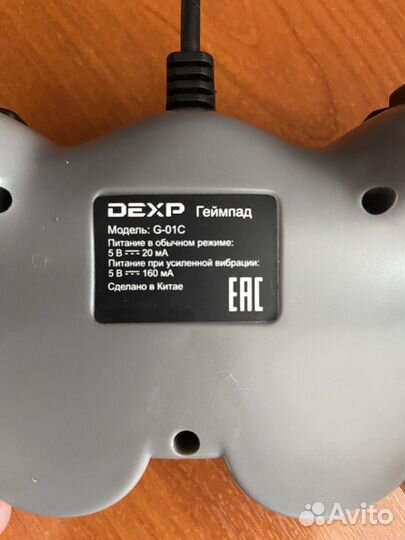 DEXP Геймпад
Модель: G-01C
Питание в обычном режиме:
5 В 20 мА
Питание при усиленной вибрации:
5 В 160 мА
Сделано в Китае
EAC
Avito